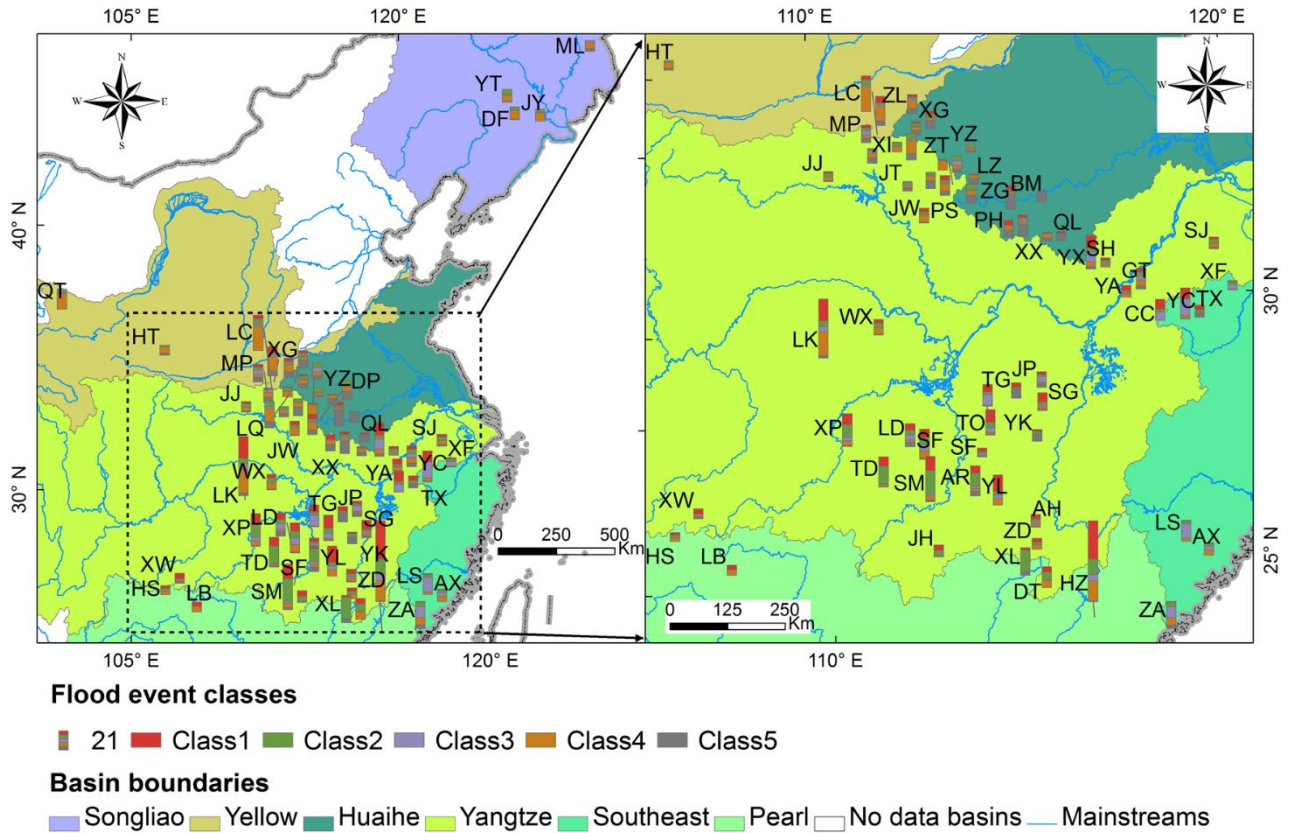 105° E 120° E 110° E 120° E
N
W E
S
N
W E
S
40° N
30° N
30° N
25° N
ML
YT
JY
DF
QT
HT
LC
XG
MP
JJ
YZ DP
LQ
JW
QL
SJ
XF
XX
YA
YC
WX
LK
TX
TG
JP
XP
LD
SG
TD
SF
YL
YK
XW
HS
LB
SM
XL
ZD
LS
AX
ZA
0 250 500
Km
HT
LC
ZL
XG
MP
XI
ZT
YZ
JJ
JT
LZ
ZG
BM
JW
PS
PH
QL
XX
YX
SH
SJ
GT
XF
YA
YC
TX
CC
WX
LK
TG
JP
SG
XP
LD
SF
TO
YK
SF
TD
SM
AR
YL
XW
AH
ZD
HS
LB
JH
XL
DT
HZ
LS
AX
ZA
0 125 250
Km
105° E 120° E 110° E
Flood event classes
21 Class1 Class2 Class3 Class4 Class5
Basin boundaries
Songliao Yellow Huaihe Yangtze Southeast Pearl No data basins Mainstreams